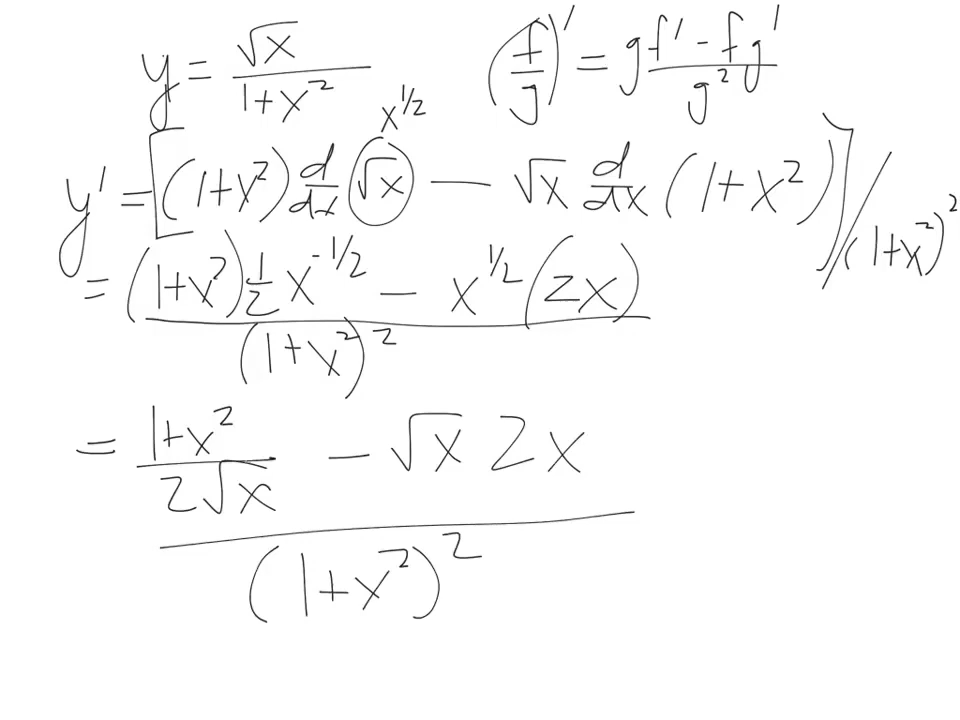 y = √x / (1+x²)    (f/g)' = (gf' - fg') / g²
x^(1/2)
y' = [(1+x²) d/dx (√x) - √x d/dx (1+x²)] / (1+x²)²
= ((1+x²) 1/2 x^(-1/2) - x^(1/2) (2x)) / (1+x²)²
= ((1+x²)/(2√x) - √x 2x) / (1+x²)²